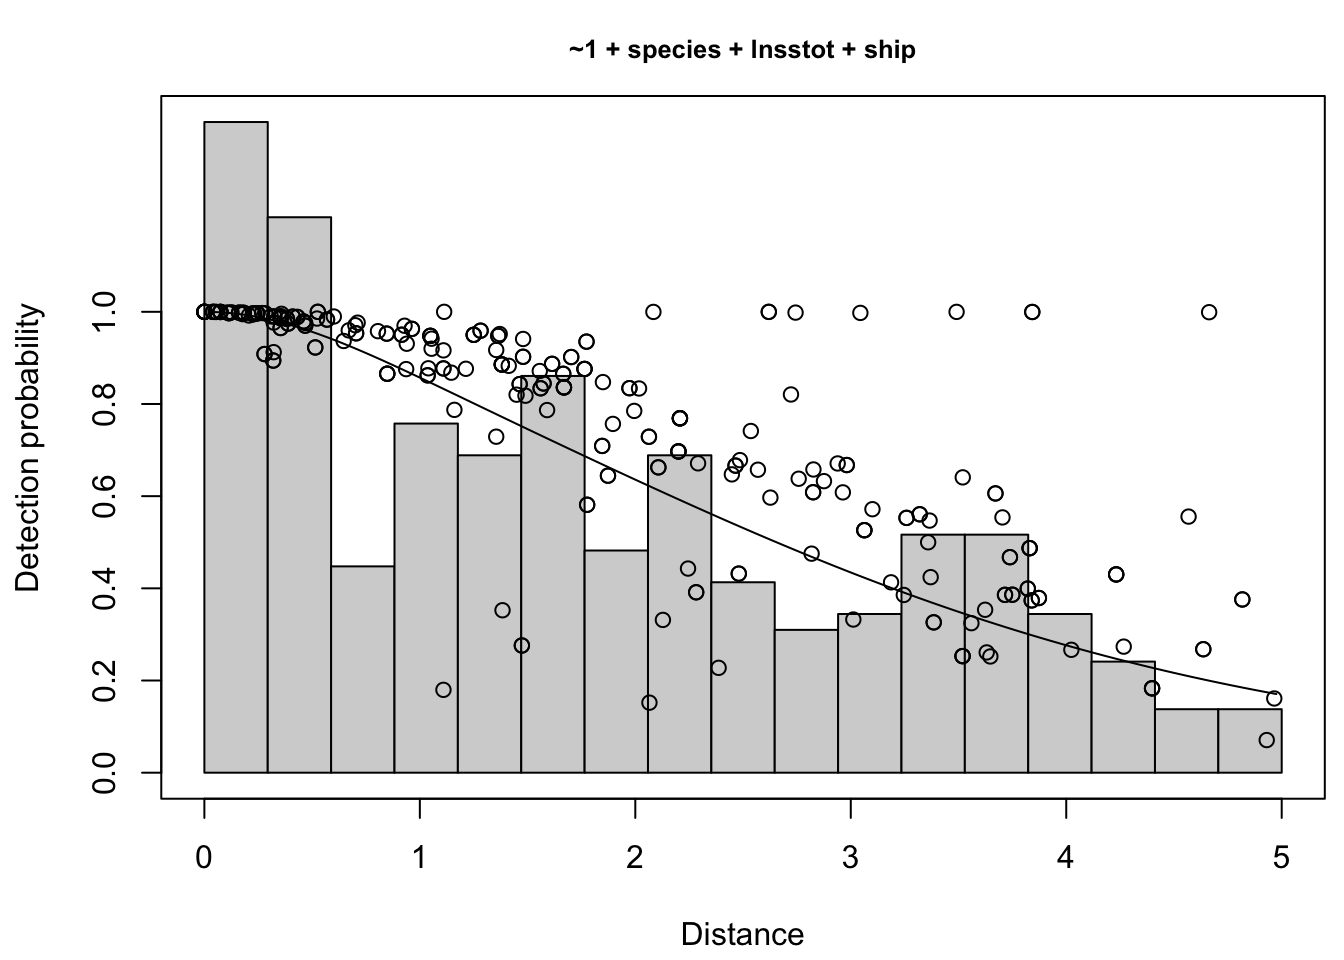 ~1 + species + lnsstot + ship
Detection probability
1.0
0.8
0.6
0.4
0.2
0.0
0 1 2 3 4 5
Distance